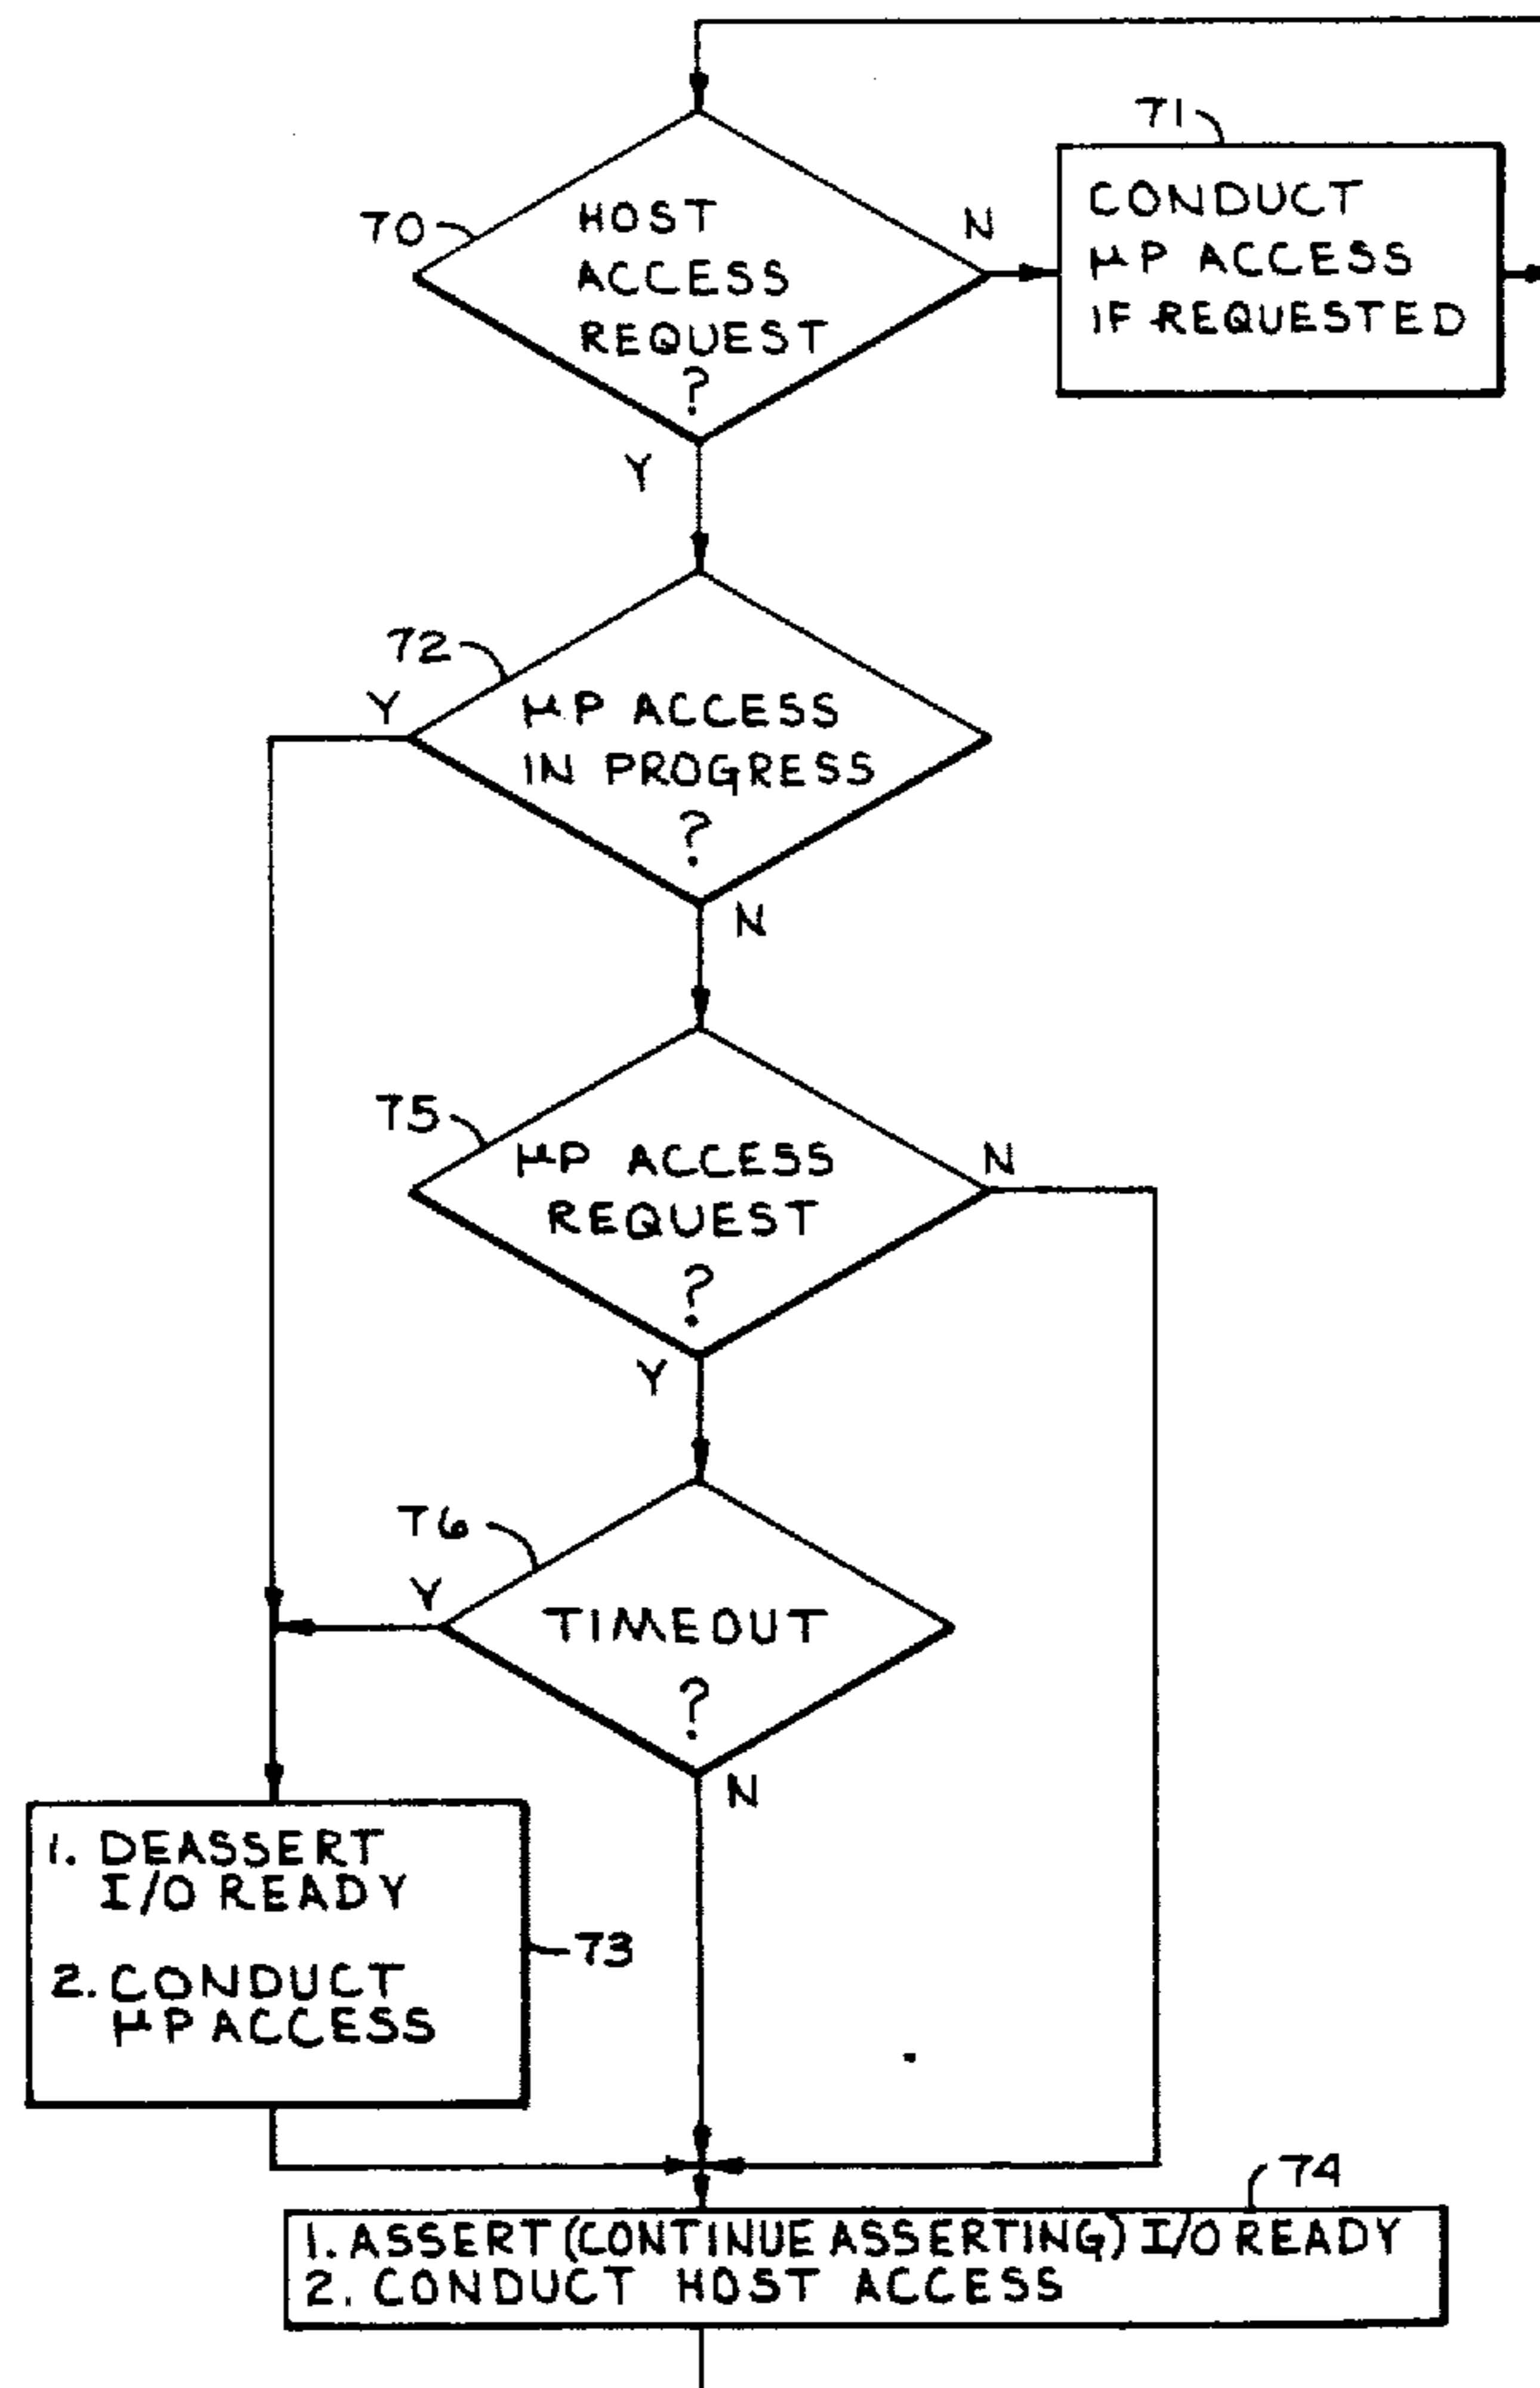 71
70
HOST
ACCESS
REQUEST
?
N
CONDUCT
μP ACCESS
IF REQUESTED
Y
72
Y
μP ACCESS
IN PROGRESS
?
N
75
μP ACCESS
REQUEST
?
N
Y
76
Y
TIMEOUT
?
N
1. DEASSERT
I/O READY
2. CONDUCT
μP ACCESS
73
74
1. ASSERT (CONTINUE ASSERTING) I/O READY
2. CONDUCT HOST ACCESS